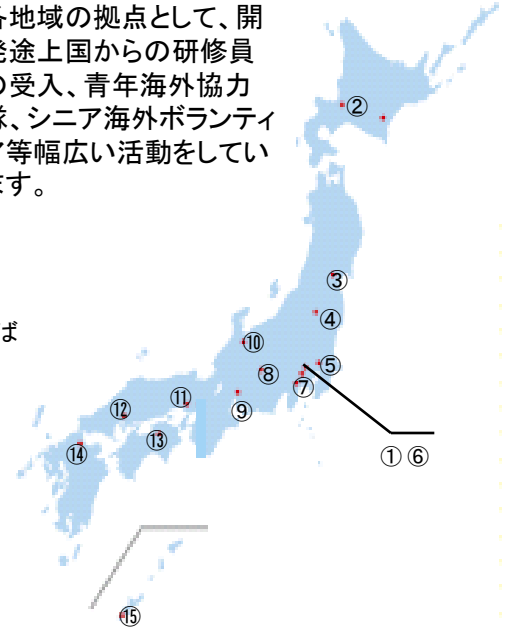 各地域の拠点として、開
発途上国からの研修員
の受入、青年海外協力
隊、シニア海外ボランティ
ア等幅広い活動をしてい
ます。
②
③
④
ば
⑩
⑤
⑧
⑦
⑪
⑨
⑫
⑬
⑭
① ⑥
⑮